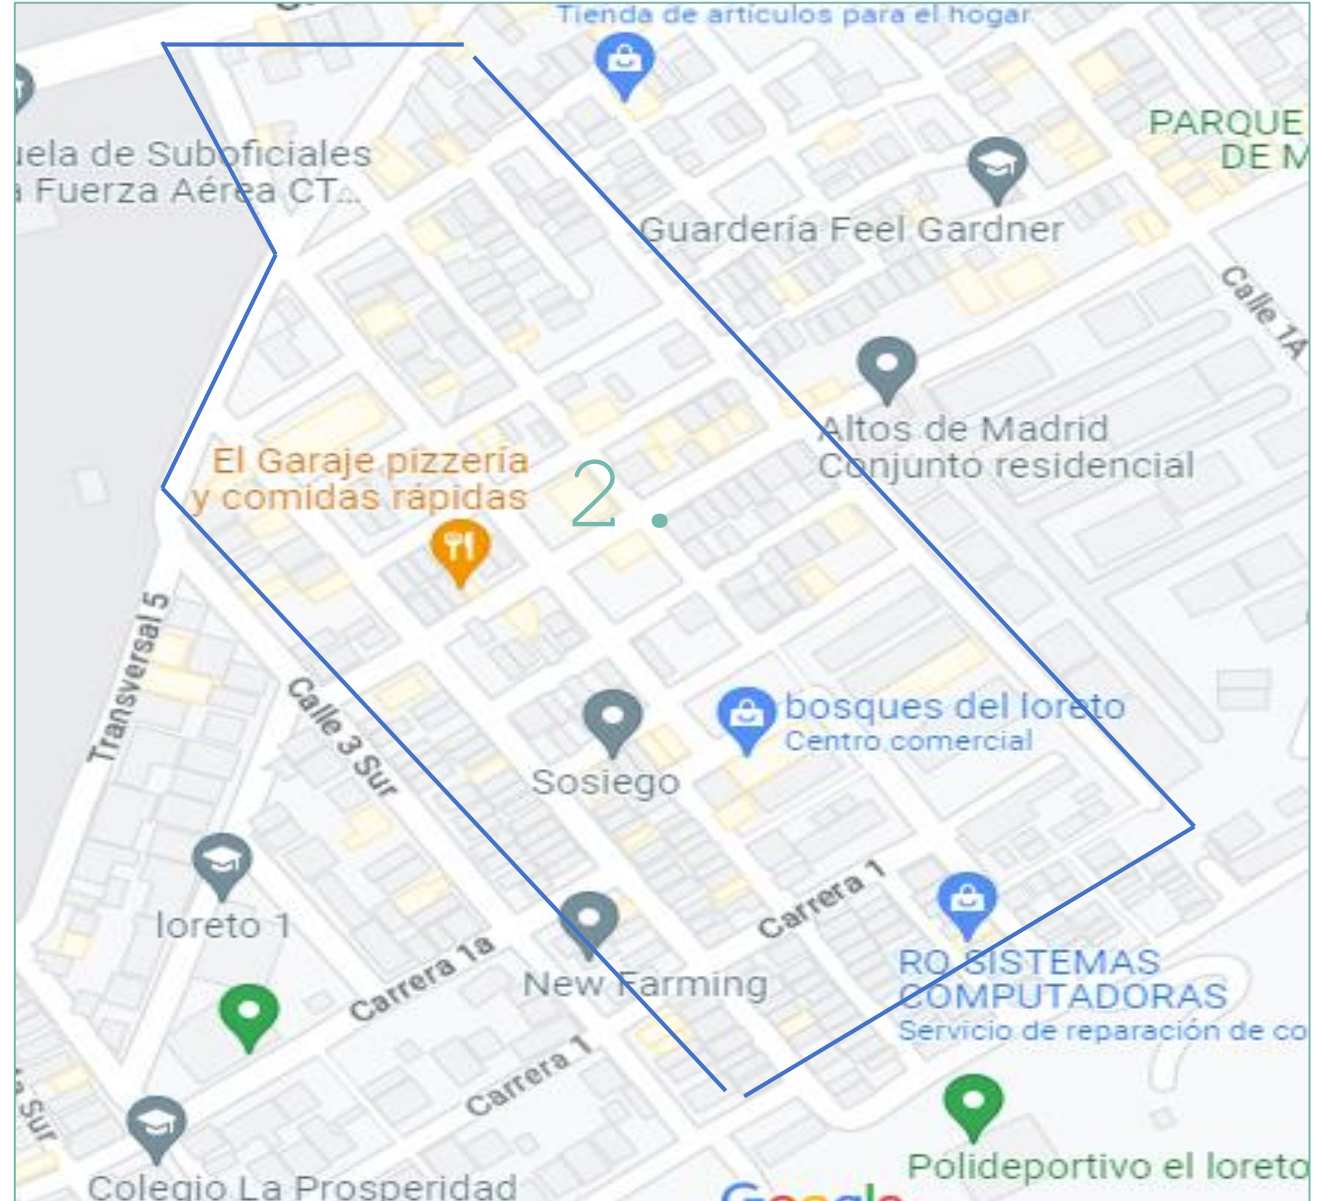 Tienda de artículos para el hogar
PARQUE
DE M
uela de Suboficiales
a Fuerza Aérea CT...
Guardería Feel Gardner
Calle 1A
Altos de Madrid
Conjunto residencial
El Garaje pizzería
y comidas rápidas
2.
Transversal 5
Calle 3 Sur
bosques del loreto
Centro comercial
Sosiego
loreto 1
Carrera 1
New Farming
Carrera 1a
RO SISTEMAS
COMPUTADORAS
Servicio de reparación de co
Carrera 1
a Sur
Polideportivo el loreto
Colegio La Prosperidad
Google